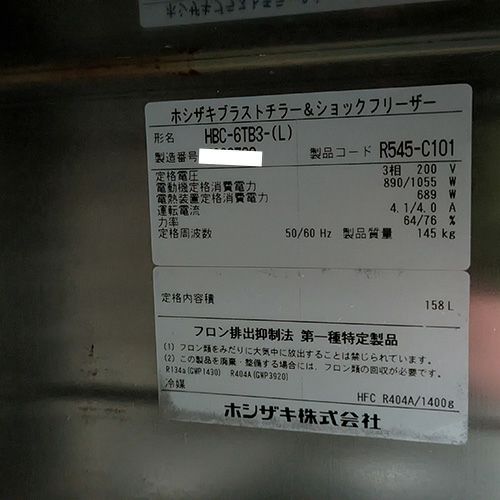 ホシザキブラストチラー&ショックフリーザー
形名 HBC-6TB3-(L)
製造番号 製品コード R545-C101
定格電圧 3相 200 V
電動機定格消費電力 890/1055 W
電熱装置定格消費電力 689 W
運転電流 4.1/4.0 A
力率 64/76 %
定格周波数 50/60 Hz 製品質量 145 kg
定格内容積 158 L
フロン排出抑制法 第一種特定製品
(1) フロン類をみだりに大気中に放出することは禁じられています。
(2) この製品を廃棄・整備する場合には、フロン類の回収が必要です。
R134a(GWP1430) R404A(GWP3920)
冷媒 HFC R404A/1400g
ホシザキ株式会社